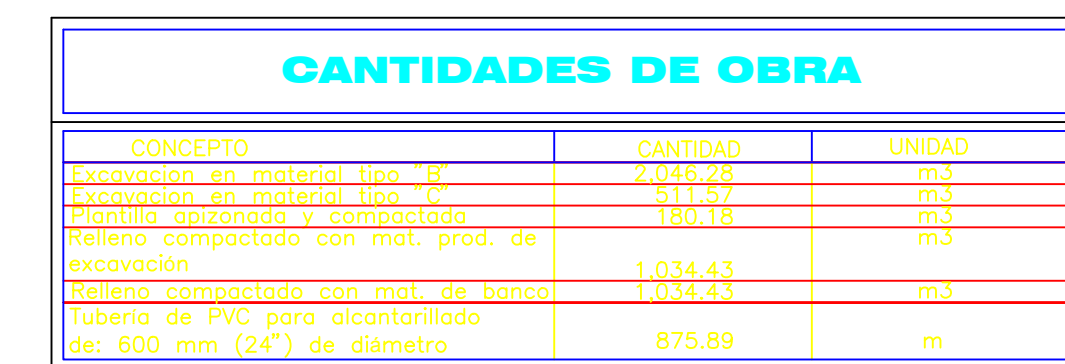 CANTIDADES DE OBRA
CONCEPTO CANTIDAD UNIDAD
Excavacion en material tipo "B" 2,046.28 m3
Excavacion en material tipo "C" 511.57 m3
Plantilla apizonada y compactada 180.18 m3
Relleno compactado con mat. prod. de m3
excavación 1,034.43
Relleno compactado con mat. de banco 1,034.43 m3
Tubería de PVC para alcantarillado
de: 600 mm (24") de diámetro 875.89 m